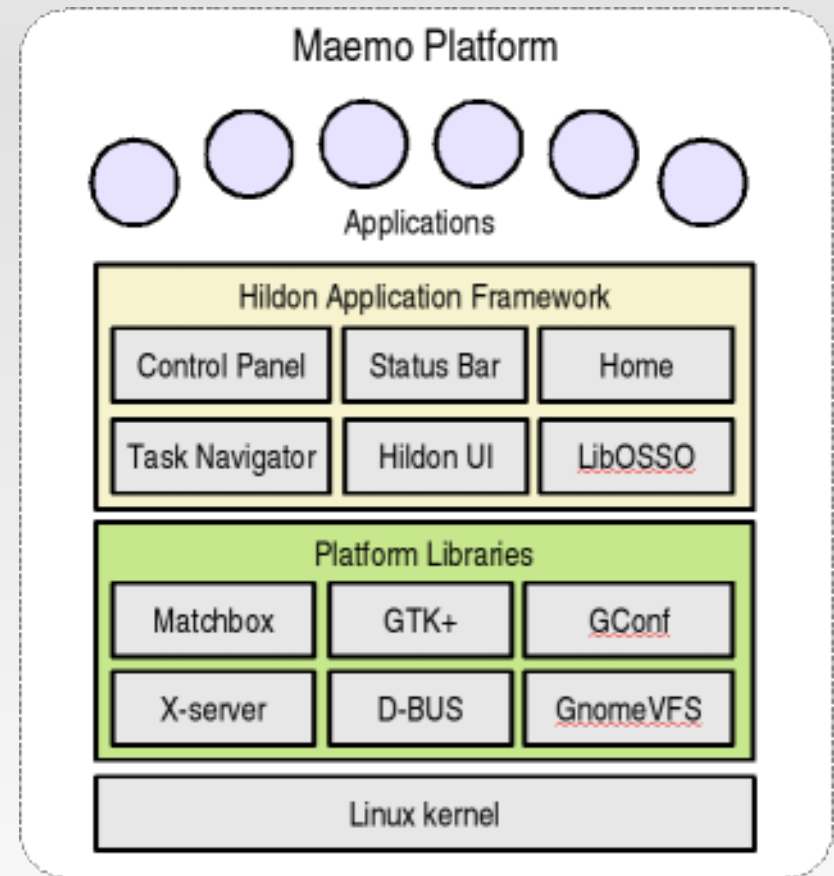 Maemo Platform
Applications
Hildon Application Framework
Control Panel
Status Bar
Home
Task Navigator
Hildon UI
LibOSSO
Platform Libraries
Matchbox
GTK+
GConf
X-server
D-BUS
GnomeVFS
Linux kernel